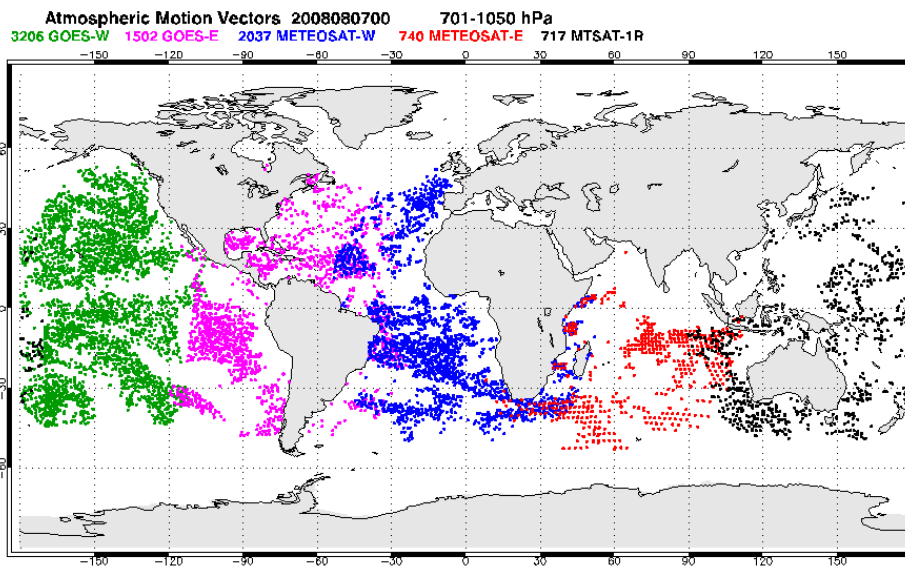 Atmospheric Motion Vectors 2008080700 701-1050 hPa
3206 GOES-W 1502 GOES-E 2037 METEOSAT-W 740 METEOSAT-E 717 MTSAT-1R
-150 -120 -90 -60 -30 0 30 60 90 120 150
60
30
0
-30
-60
-150 -120 -90 -60 -30 0 30 60 90 120 150